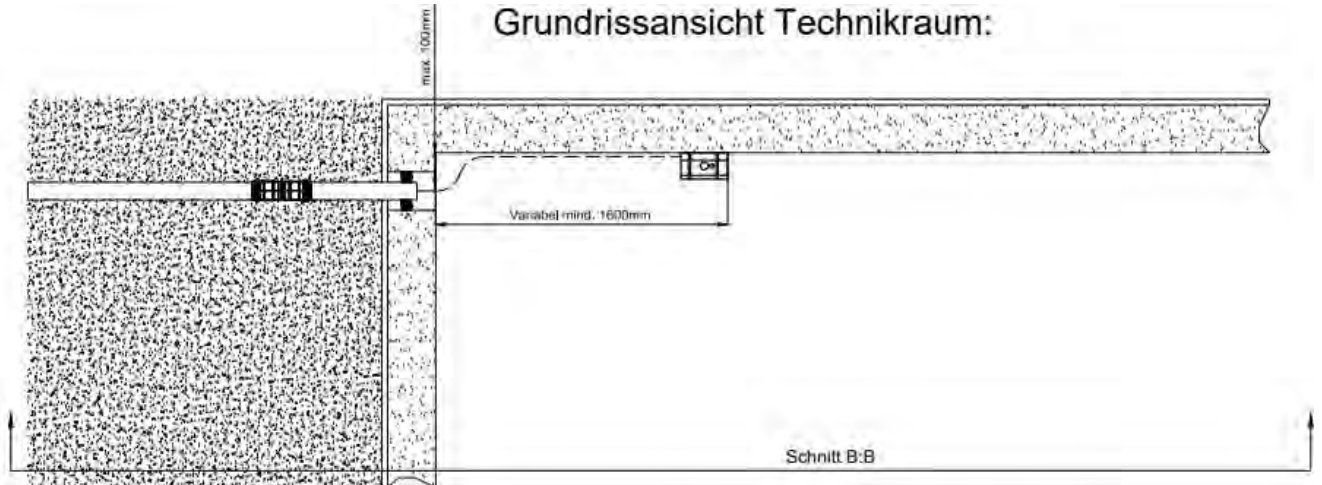 Grundrissansicht Technikraum:
max. 100mm
Variabel mind. 1600mm
Schnitt B:B